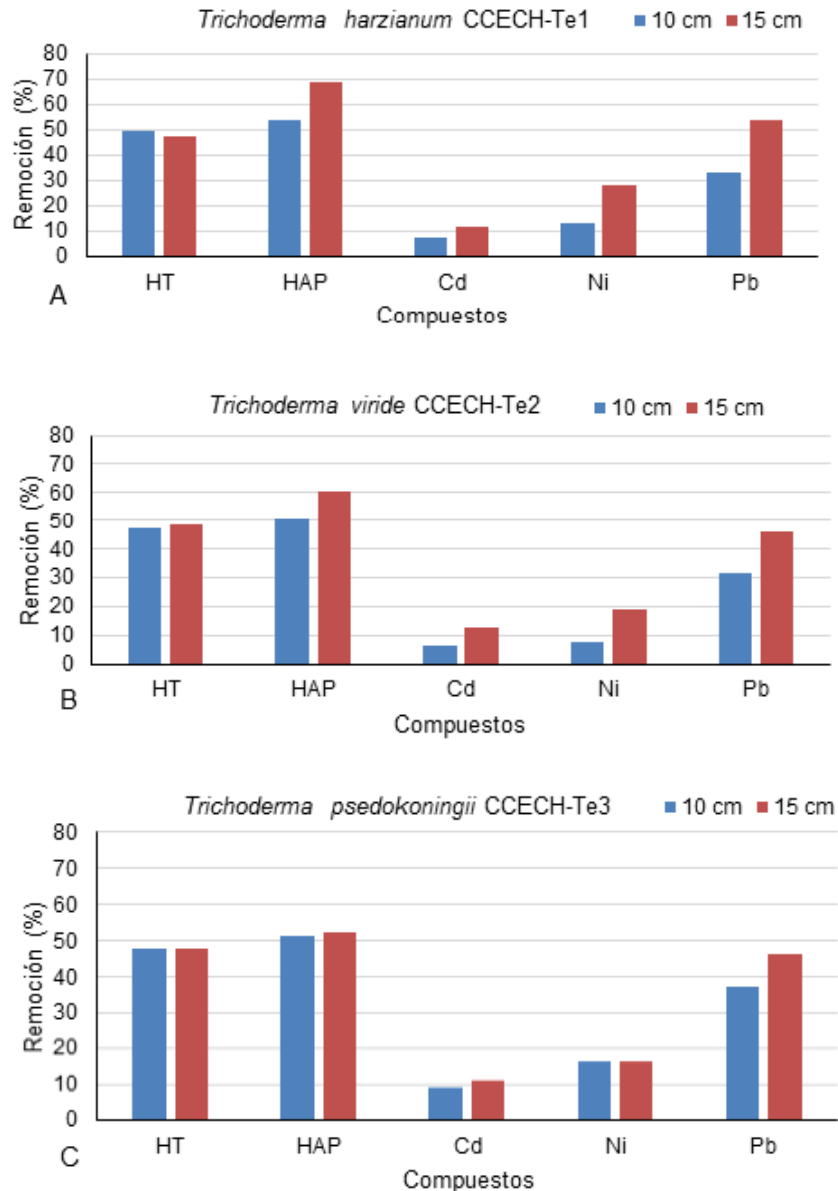 Trichoderma harzianum CCECH-Te1 10 cm 15 cm
Remoción (%)
80
70
60
50
40
30
20
10
0
HT HAP Cd Ni Pb
A
Compuestos
Trichoderma viride CCECH-Te2 10 cm 15 cm
Remoción (%)
80
70
60
50
40
30
20
10
0
HT HAP Cd Ni Pb
B
Compuestos
Trichoderma psedokoningii CCECH-Te3 10 cm 15 cm
Remoción (%)
80
70
60
50
40
30
20
10
0
HT HAP Cd Ni Pb
C
Compuestos